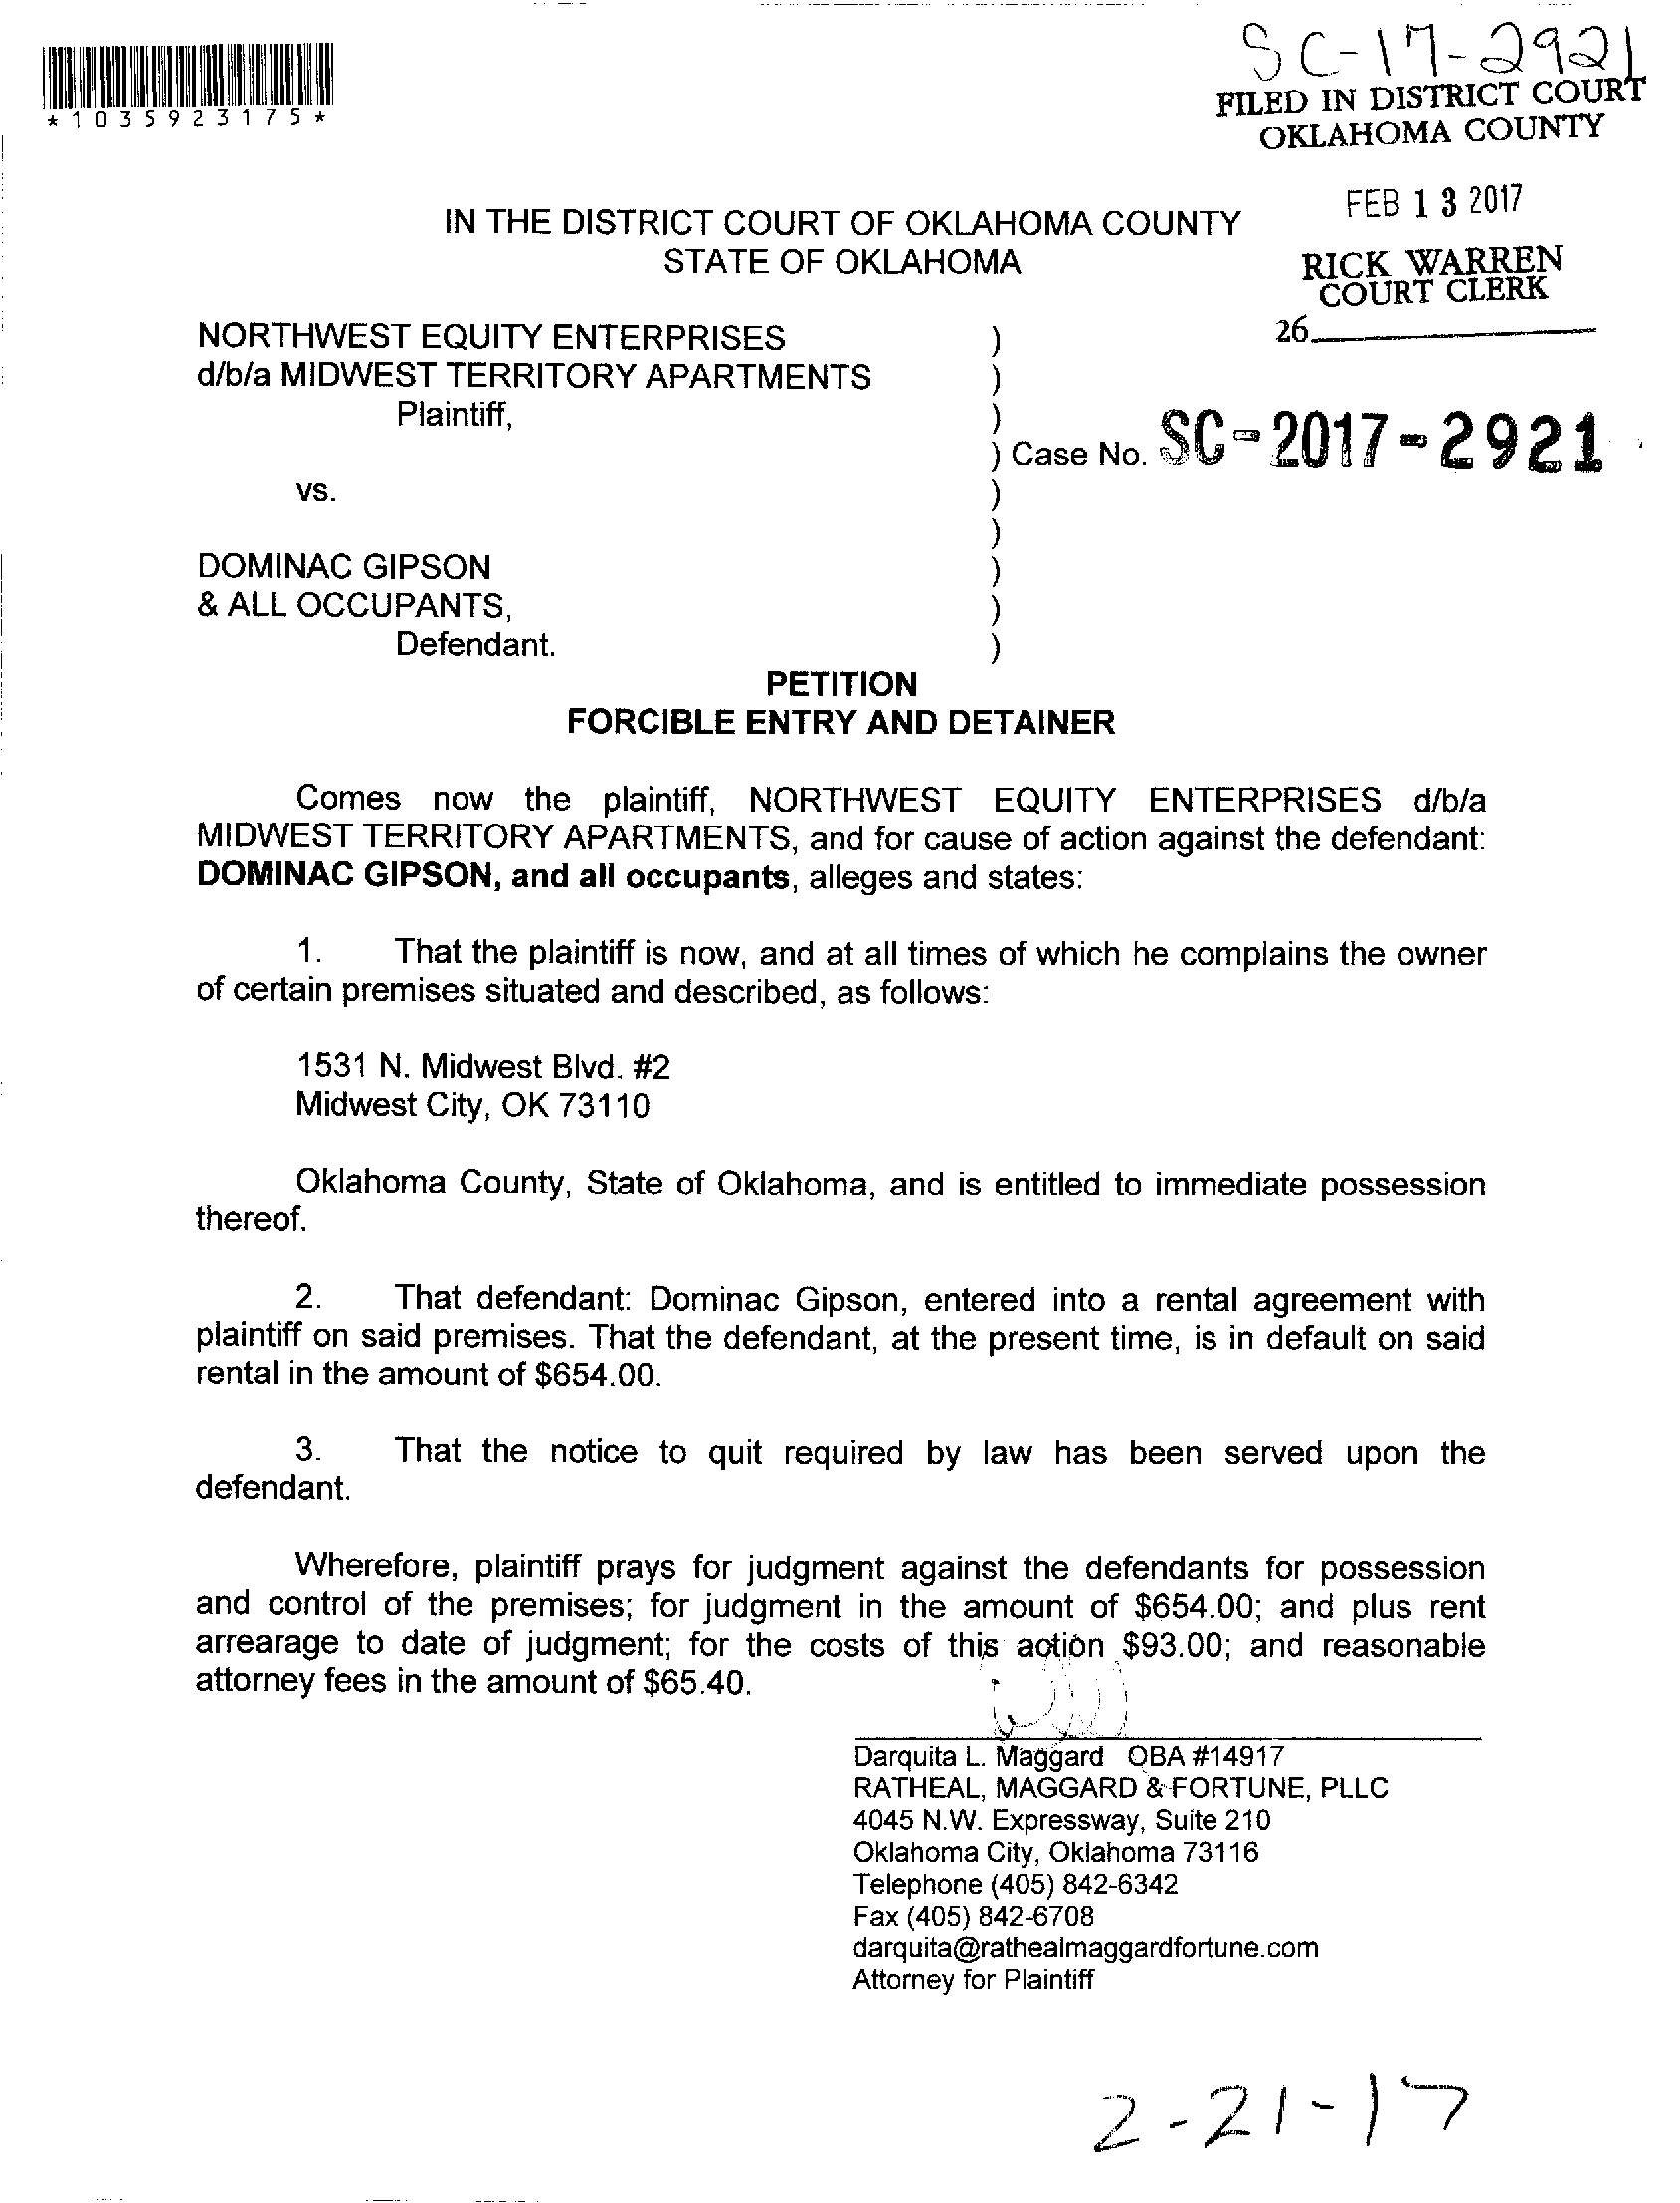 SC-17-2921
*1035923175*
FILED IN DISTRICT COURT
OKLAHOMA COUNTY
FEB 13 2017
RICK WARREN
COURT CLERK
26
IN THE DISTRICT COURT OF OKLAHOMA COUNTY
STATE OF OKLAHOMA
NORTHWEST EQUITY ENTERPRISES )
d/b/a MIDWEST TERRITORY APARTMENTS )
Plaintiff, )
) Case No. SC-2017-2921
vs. )
)
DOMINAC GIPSON )
& ALL OCCUPANTS, )
Defendant. )
PETITION
FORCIBLE ENTRY AND DETAINER
Comes now the plaintiff, NORTHWEST EQUITY ENTERPRISES d/b/a
MIDWEST TERRITORY APARTMENTS, and for cause of action against the defendant:
DOMINAC GIPSON, and all occupants, alleges and states:
1. That the plaintiff is now, and at all times of which he complains the owner
of certain premises situated and described, as follows:
1531 N. Midwest Blvd. #2
Midwest City, OK 73110
Oklahoma County, State of Oklahoma, and is entitled to immediate possession
thereof.
2. That defendant: Dominac Gipson, entered into a rental agreement with
plaintiff on said premises. That the defendant, at the present time, is in default on said
rental in the amount of $654.00.
3. That the notice to quit required by law has been served upon the
defendant.
Wherefore, plaintiff prays for judgment against the defendants for possession
and control of the premises; for judgment in the amount of $654.00; and plus rent
arrearage to date of judgment; for the costs of this action $93.00; and reasonable
attorney fees in the amount of $65.40.
Darquita L. Maggard OBA #14917
RATHEAL, MAGGARD & FORTUNE, PLLC
4045 N.W. Expressway, Suite 210
Oklahoma City, Oklahoma 73116
Telephone (405) 842-6342
Fax (405) 842-6708
darquita@rathealmaggardfortune.com
Attorney for Plaintiff
2-21-17